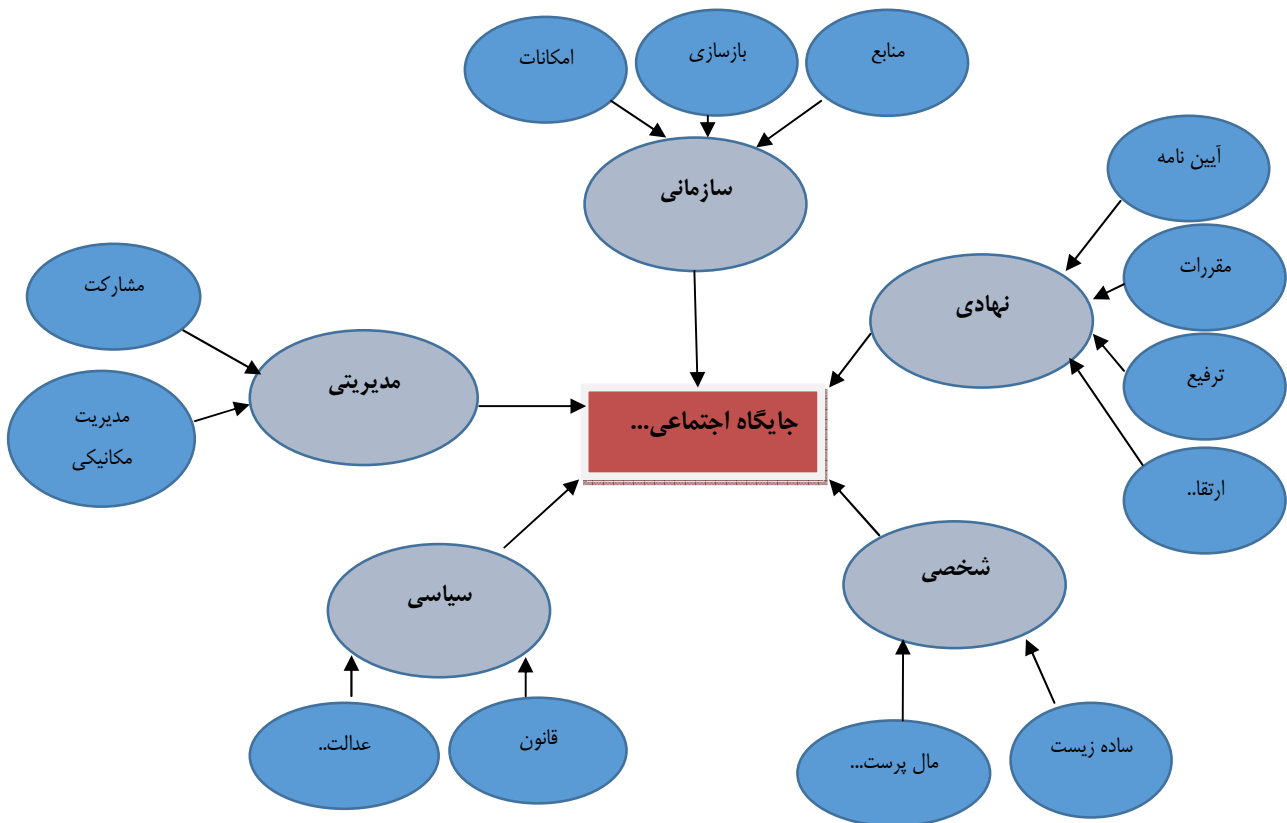 منابع
بازسازی
امکانات
سازمانی
آیین نامه
مقررات
نهادی
ترفیع
ارتقا..
مشارکت
مدیریتی
مدیریت
مکانیکی
جایگاه اجتماعی...
شخصی
سیاسی
ساده زیست
مال پرست...
قانون
عدالت..